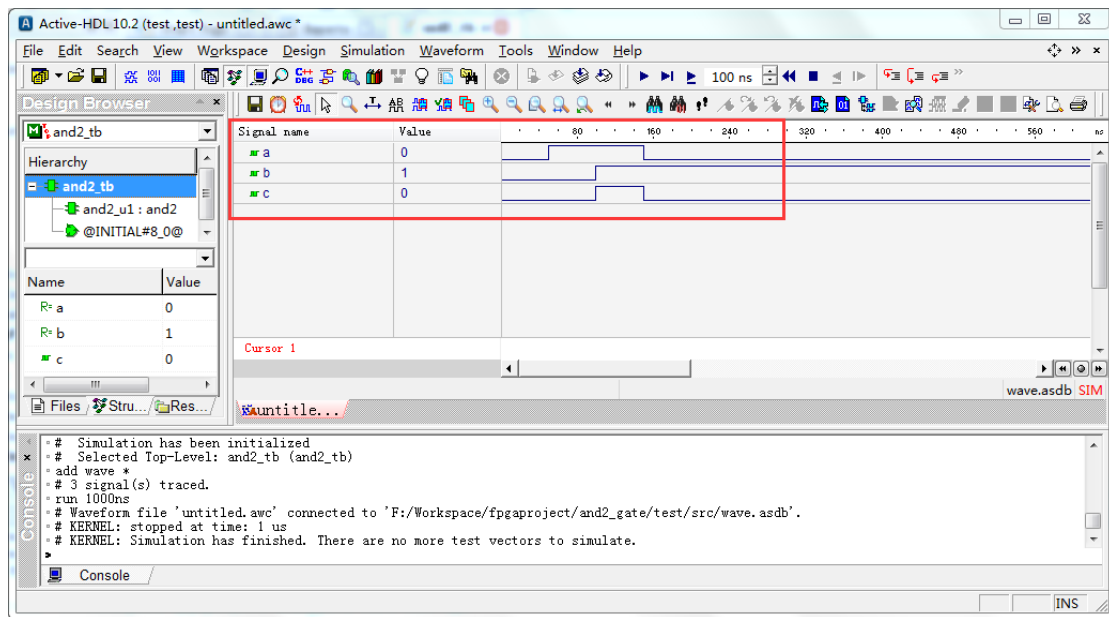 Active-HDL 10.2 (test ,test) - untitled.awc *
File Edit Search View Workspace Design Simulation Waveform Tools Window Help
100 ns
Design Browser
and2_tb
Hierarchy
and2_tb
and2_u1 : and2
@INITIAL#8_0@
Name Value
a 0
b 1
c 0
Files Stru... Res...
Signal name Value 80 160 240 320 400 480 560 ns
a 0
b 1
c 0
Cursor 1
wave.asdb SIM
untitle...
# Simulation has been initialized
# Selected Top-Level: and2_tb (and2_tb)
add wave *
# 3 signal(s) traced.
run 1000ns
# Waveform file 'untitled.awc' connected to 'F:/Workspace/fpgaproject/and2_gate/test/src/wave.asdb'.
# KERNEL: stopped at time: 1 us
# KERNEL: Simulation has finished. There are no more test vectors to simulate.
>
Console
Console
INS